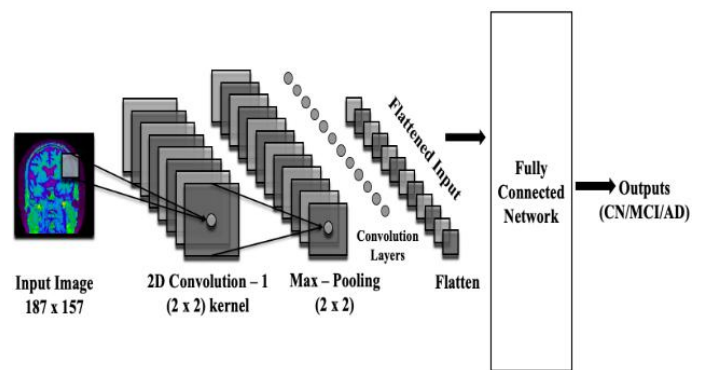 Input Image
187 x 157
2D Convolution – 1
(2 x 2) kernel
Max – Pooling
(2 x 2)
Convolution
Layers
Flattened Input
Flatten
Fully
Connected
Network
Outputs
(CN/MCI/AD)